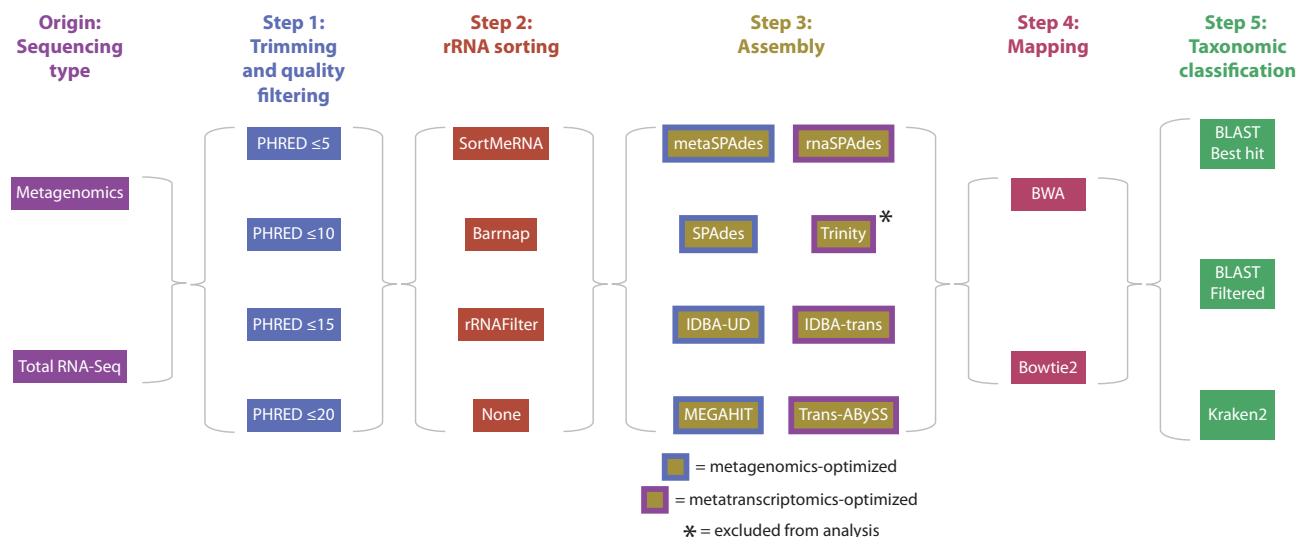 Origin:
Sequencing
type
Step 1:
Trimming
and quality
filtering
Step 2:
rRNA sorting
Step 3:
Assembly
Step 4:
Mapping
Step 5:
Taxonomic
classification
Metagenomics
Total RNA-Seq
PHRED ≤5
PHRED ≤10
PHRED ≤15
PHRED ≤20
SortMeRNA
Barrnap
rRNAFilter
None
metaSPAdes
rnaSPAdes
SPAdes
Trinity *
IDBA-UD
IDBA-trans
MEGAHIT
Trans-ABySS
= metagenomics-optimized
= metatranscriptomics-optimized
* = excluded from analysis
BWA
Bowtie2
BLAST
Best hit
BLAST
Filtered
Kraken2